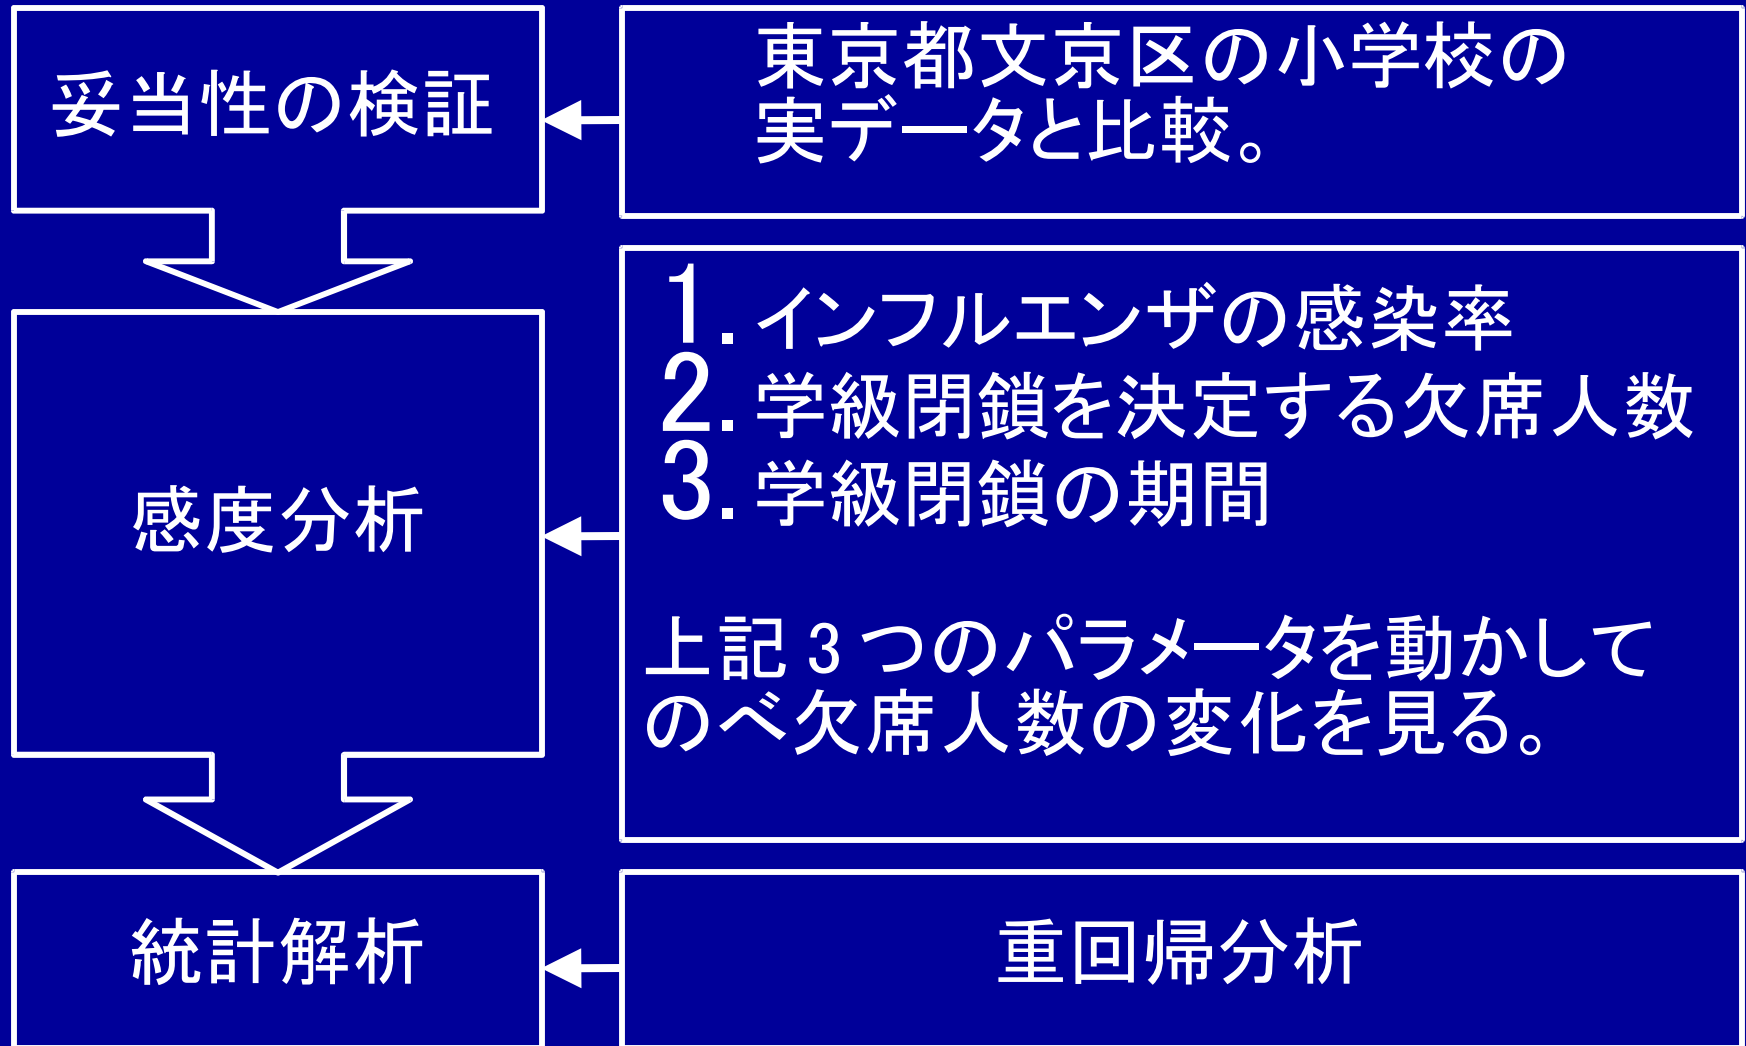 妥当性の検証
東京都文京区の小学校の
実データと比較。
感度分析
1.インフルエンザの感染率
2.学級閉鎖を決定する欠席人数
3.学級閉鎖の期間
上記3つのパラメータを動かして
のべ欠席人数の変化を見る。
統計解析
重回帰分析